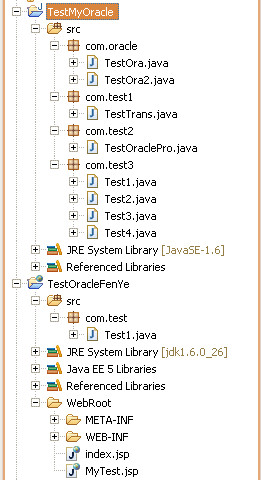 TestMyOracle
src
com.oracle
TestOra.java
TestOra2.java
com.test1
TestTrans.java
com.test2
TestOraclePro.java
com.test3
Test1.java
Test2.java
Test3.java
Test4.java
JRE System Library [JavaSE-1.6]
Referenced Libraries
TestOracleFenYe
src
com.test
Test1.java
JRE System Library [jdk1.6.0_26]
Java EE 5 Libraries
Referenced Libraries
WebRoot
META-INF
WEB-INF
index.jsp
MyTest.jsp